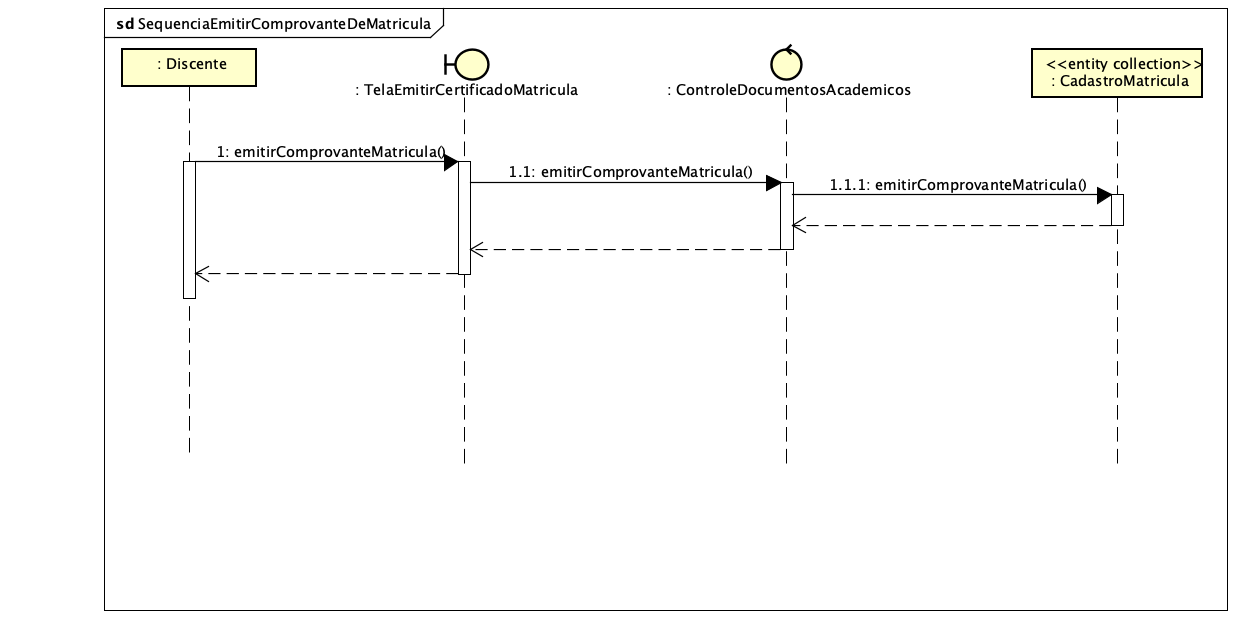 sd SequenciaEmitirComprovanteDeMatricula
: Discente
: TelaEmitirCertificadoMatricula
: ControleDocumentosAcademicos
<<entity collection>>
: CadastroMatricula
1: emitirComprovanteMatricula()
1.1: emitirComprovanteMatricula()
1.1.1: emitirComprovanteMatricula()